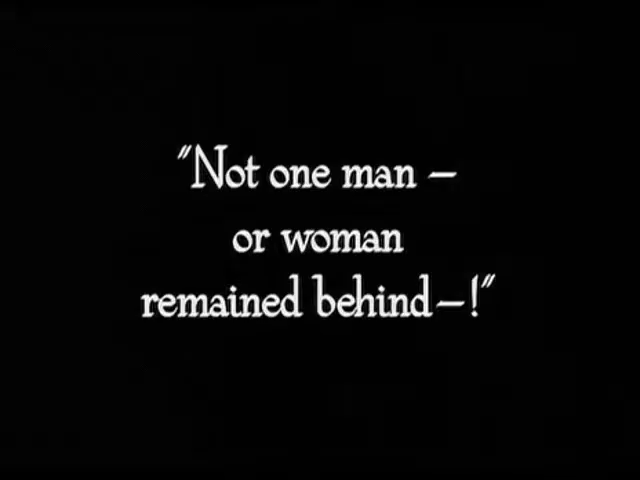 "Not one man —
or woman
remained behind—!"